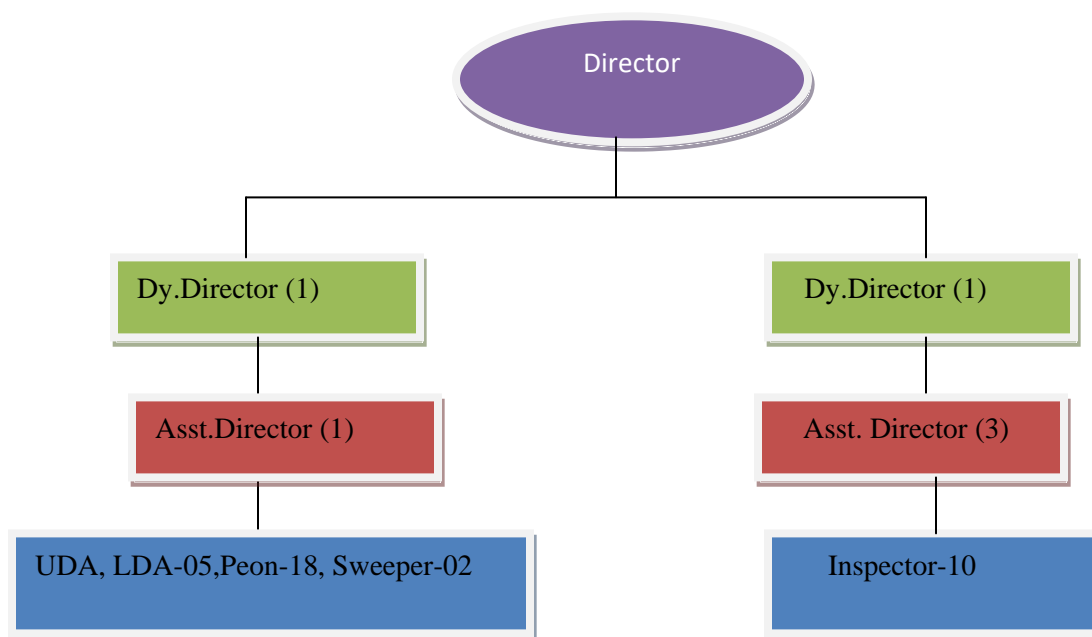 Director
Dy.Director (1)
Dy.Director (1)
Asst.Director (1)
Asst. Director (3)
UDA, LDA-05,Peon-18, Sweeper-02
Inspector-10